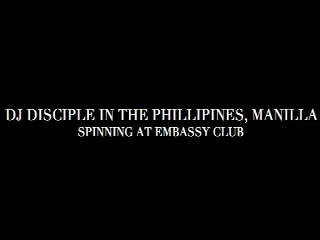 DJ DISCIPLE IN THE PHILLIPINES, MANILLA
SPINNING AT EMBASSY CLUB